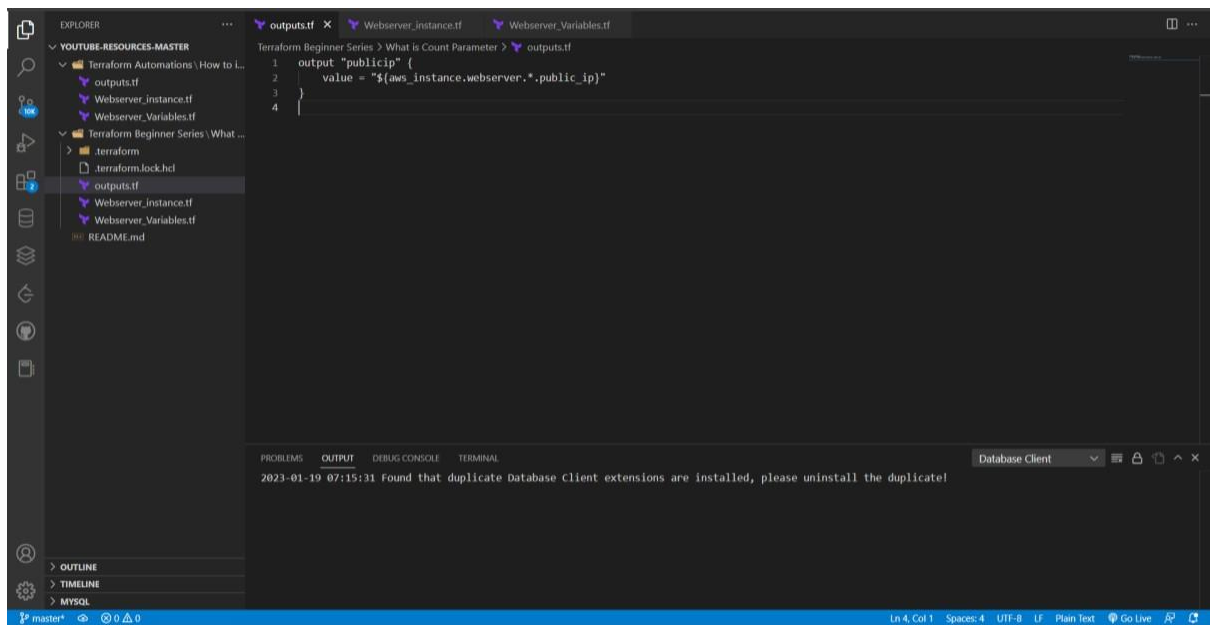 EXPLORER
YOUTUBE-RESOURCES-MASTER
Terraform Automations\How to i...
outputs.tf
Webserver_instance.tf
Webserver_Variables.tf
Terraform Beginner Series\What ...
.terraform
.terraform.lock.hcl
outputs.tf
Webserver_instance.tf
Webserver_Variables.tf
README.md
OUTLINE
TIMELINE
MYSQL
10K
2
outputs.tf
Webserver_instance.tf
Webserver_Variables.tf
Terraform Beginner Series > What is Count Parameter > outputs.tf
1 output "publicip" {
2 value = "${aws_instance.webserver.*.public_ip}"
3 }
4
PROBLEMS OUTPUT DEBUG CONSOLE TERMINAL
Database Client
2023-01-19 07:15:31 Found that duplicate Database Client extensions are installed, please uninstall the duplicate!
master* 0 0
Ln 4, Col 1 Spaces: 4 UTF-8 LF Plain Text Go Live